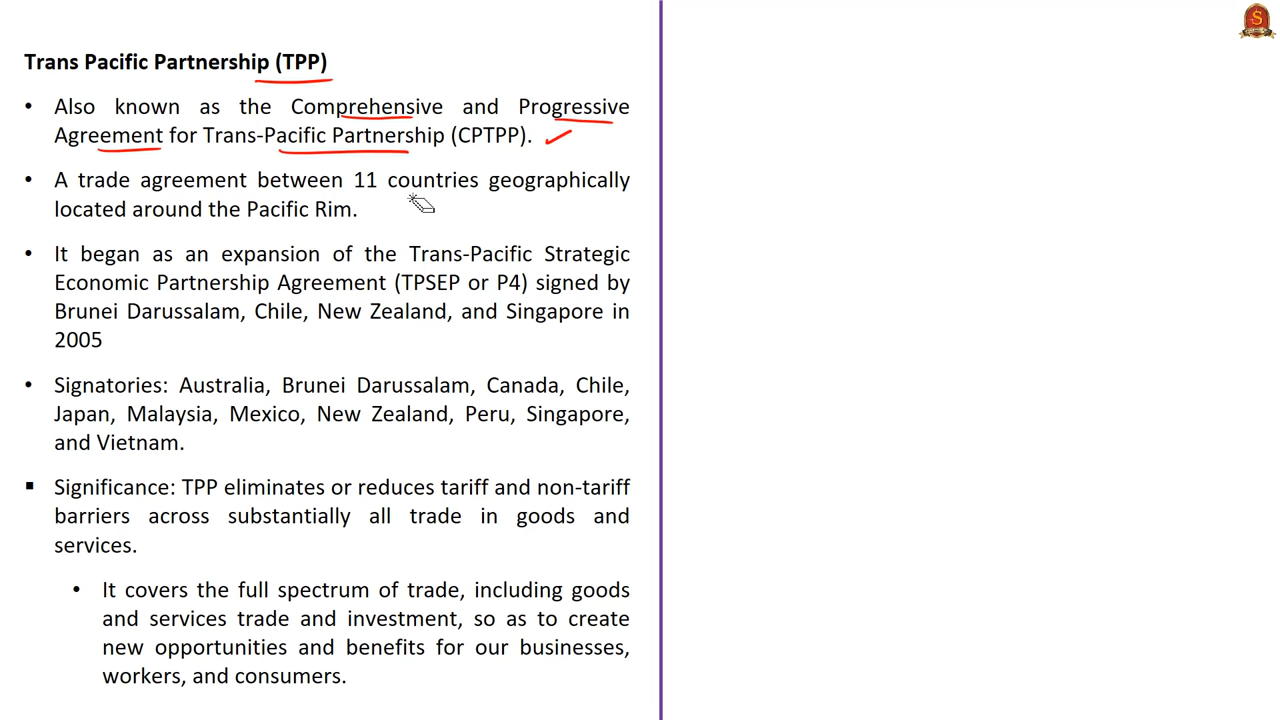 Trans Pacific Partnership (TPP)
• Also known as the Comprehensive and Progressive
Agreement for Trans-Pacific Partnership (CPTPP).
• A trade agreement between 11 countries geographically
located around the Pacific Rim.
• It began as an expansion of the Trans-Pacific Strategic
Economic Partnership Agreement (TPSEP or P4) signed by
Brunei Darussalam, Chile, New Zealand, and Singapore in
2005
• Signatories: Australia, Brunei Darussalam, Canada, Chile,
Japan, Malaysia, Mexico, New Zealand, Peru, Singapore,
and Vietnam.
▪ Significance: TPP eliminates or reduces tariff and non-tariff
barriers across substantially all trade in goods and
services.
• It covers the full spectrum of trade, including goods
and services trade and investment, so as to create
new opportunities and benefits for our businesses,
workers, and consumers.